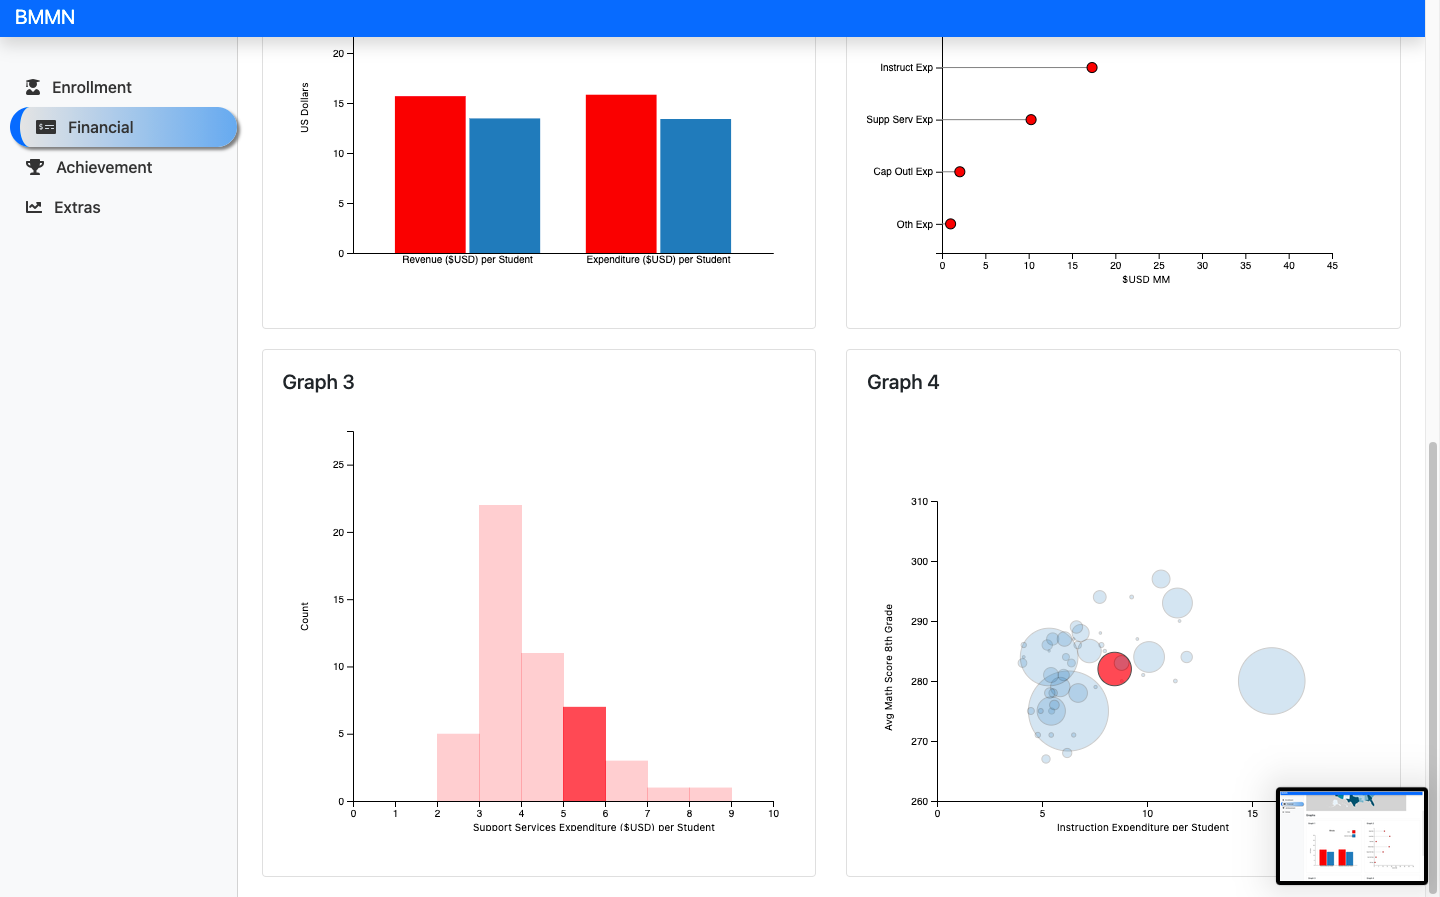 BMMN
Enrollment
Financial
Achievement
Extras
20
15
10
5
0
US Dollars
Revenue ($USD) per Student
Expenditure ($USD) per Student
Instruct Exp
Supp Serv Exp
Cap Outl Exp
Oth Exp
0 5 10 15 20 25 30 35 40 45
$USD MM
Graph 3
25
20
15
10
5
0
Count
0 1 2 3 4 5 6 7 8 9 10
Support Services Expenditure ($USD) per Student
Graph 4
310
300
290
280
270
260
Avg Math Score 8th Grade
0 5 10 15
Instruction Expenditure per Student